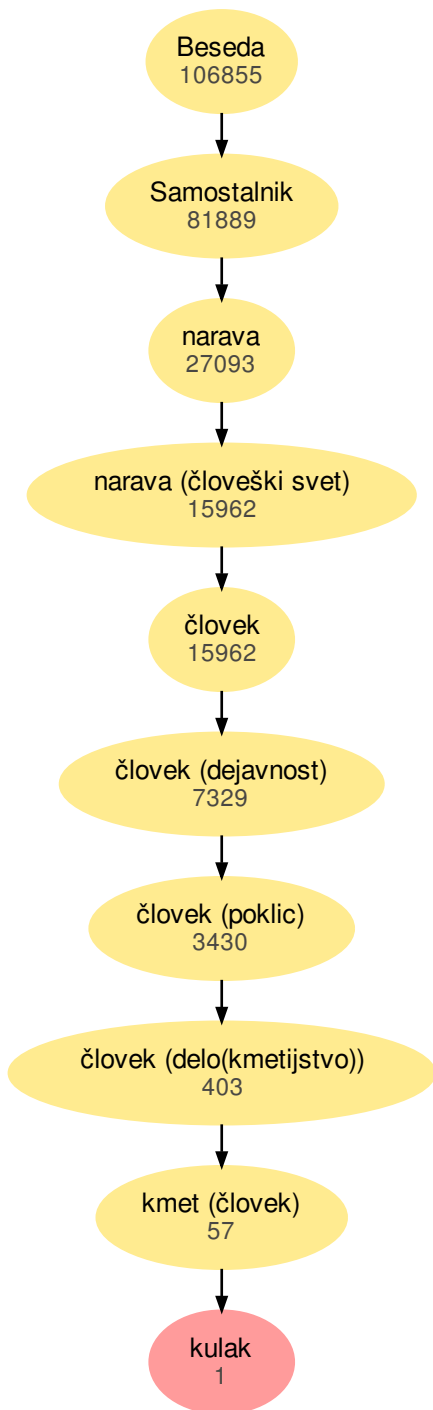 Beseda
106855
Samostalnik
81889
narava
27093
narava (človeški svet)
15962
človek
15962
človek (dejavnost)
7329
človek (poklic)
3430
človek (delo(kmetijstvo))
403
kmet (človek)
57
kulak
1